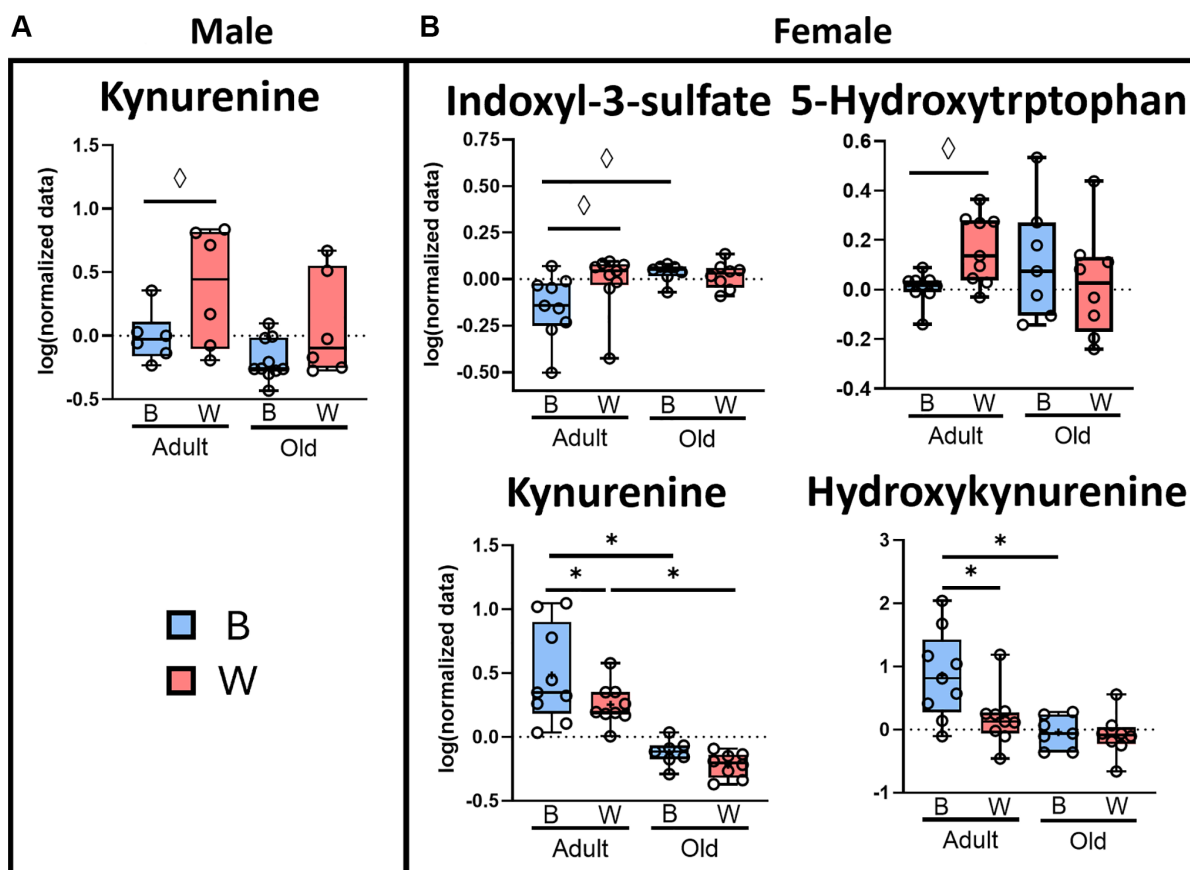 A
Male
B
Female
Kynurenine
log(normalized data)
1.5
1.0
0.5
0.0
-0.5
◊
B W B W
Adult Old
B
W
Indoxyl-3-sulfate
log(normalized data)
0.75
0.50
0.25
0.00
-0.25
-0.50
◊
◊
B W B W
Adult Old
5-Hydroxytrptophan
0.6
0.4
0.2
0.0
-0.2
-0.4
◊
B W B W
Adult Old
Kynurenine
log(normalized data)
1.5
1.0
0.5
0.0
-0.5
*
* *
B W B W
Adult Old
Hydroxykynurenine
3
2
1
0
-1
*
*
B W B W
Adult Old